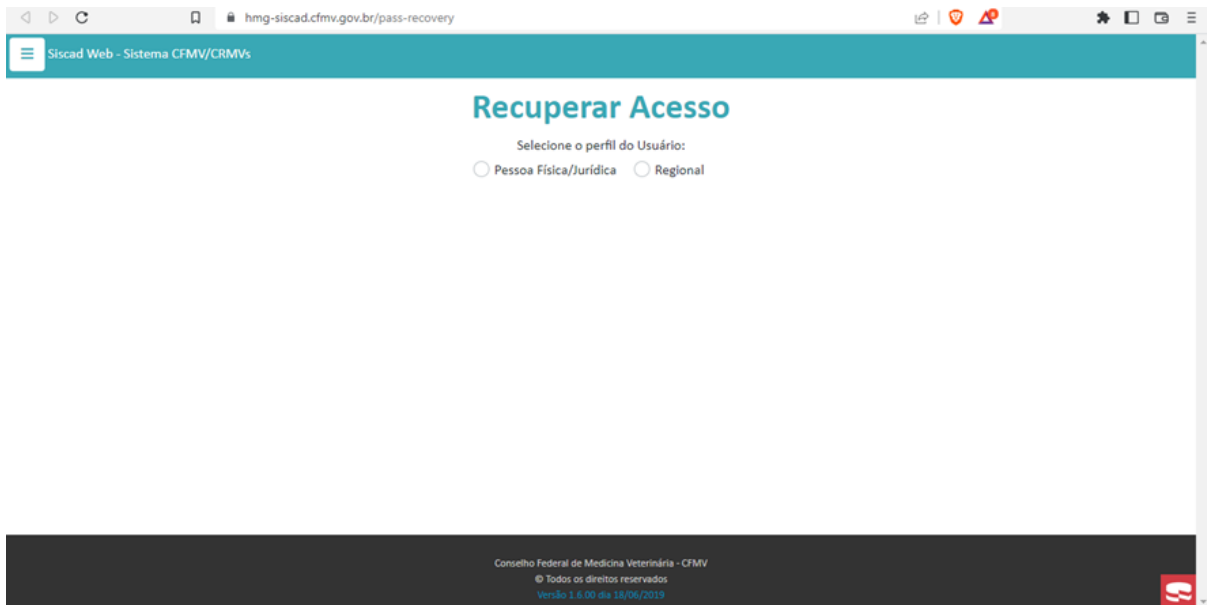 hmg-siscad.cfmv.gov.br/pass-recovery
Siscad Web - Sistema CFMV/CRMVs
Recuperar Acesso
Selecione o perfil do Usuário:
Pessoa Física/Jurídica Regional
Conselho Federal de Medicina Veterinária - CFMV
© Todos os direitos reservados
Versão 1.6.00 dia 18/06/2019